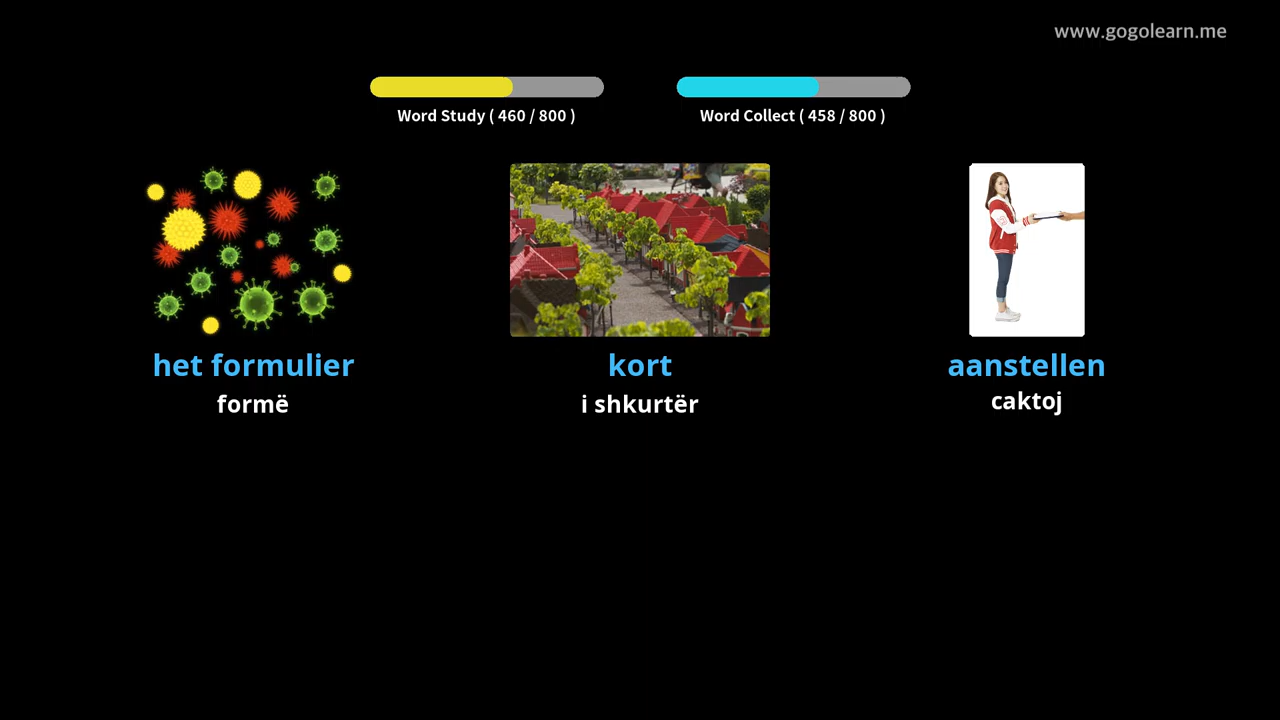 www.gogolearn.me
Word Study ( 460 / 800 )
Word Collect ( 458 / 800 )
het formulier
formë
kort
i shkurtër
aanstellen
caktoj